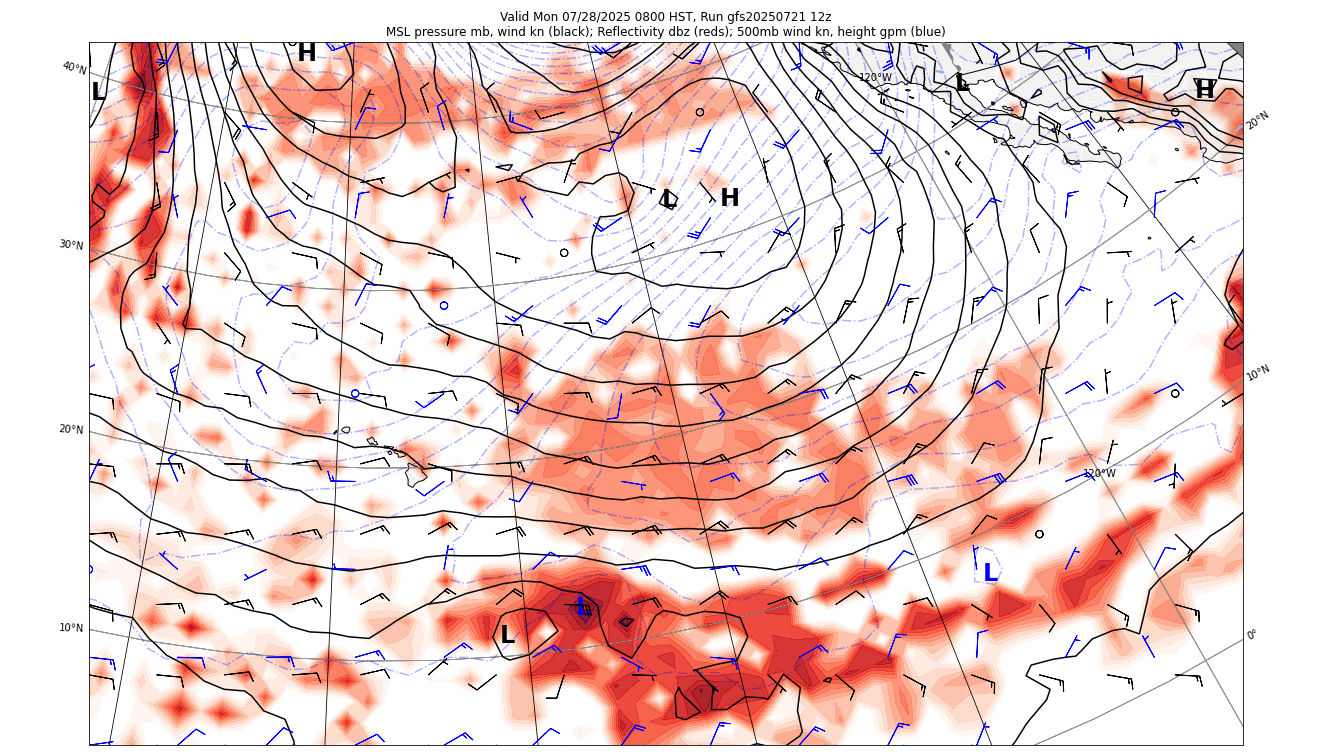 Valid Mon 07/28/2025 0800 HST, Run gfs20250721 12z
MSL pressure mb, wind kn (black); Reflectivity dbz (reds); 500mb wind kn, height gpm (blue)
H
40°N
120°W
L
L
H
20°N
L
H
30°N
10°N
20°N
120°W
L
L
10°N
L
0°